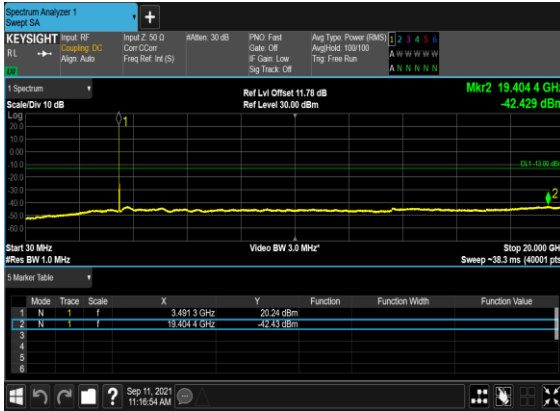 Spectrum Analyzer 1
Swept SA
KEYSIGHT Input: RF Input Z: 50 Ω #Atten: 30 dB PNO: Fast Avg Type: Power (RMS) 1 2 3 4 5 6
RL Coupling: DC Corr CCorr Gate: Off Avg|Hold: 100/100 A W W W W W
Align: Auto Freq Ref: Int (S) IF Gain: Low Trig: Free Run
Sig Track: Off A N N N N N
1 Spectrum
Ref Lvl Offset 11.78 dB Mkr2 19.404 4 GHz
Scale/Div 10 dB Ref Level 30.00 dBm -42.429 dBm
Log
20.0
10.0
0.00
-10.0
-20.0
-30.0
-40.0
-50.0
-60.0
1
DL1 -13.00 dBm
2
Start 30 MHz Video BW 3.0 MHz* Stop 20.000 GH
#Res BW 1.0 MHz Sweep ~38.3 ms (40001 pts
5 Marker Table
Mode Trace Scale X Y Function Function Width Function Value
1 N 1 f 3.491 3 GHz 20.24 dBm
2 N 1 f 19.404 4 GHz -42.43 dBm
3
4
5
6
Sep 11, 2021
11:16:54 AM